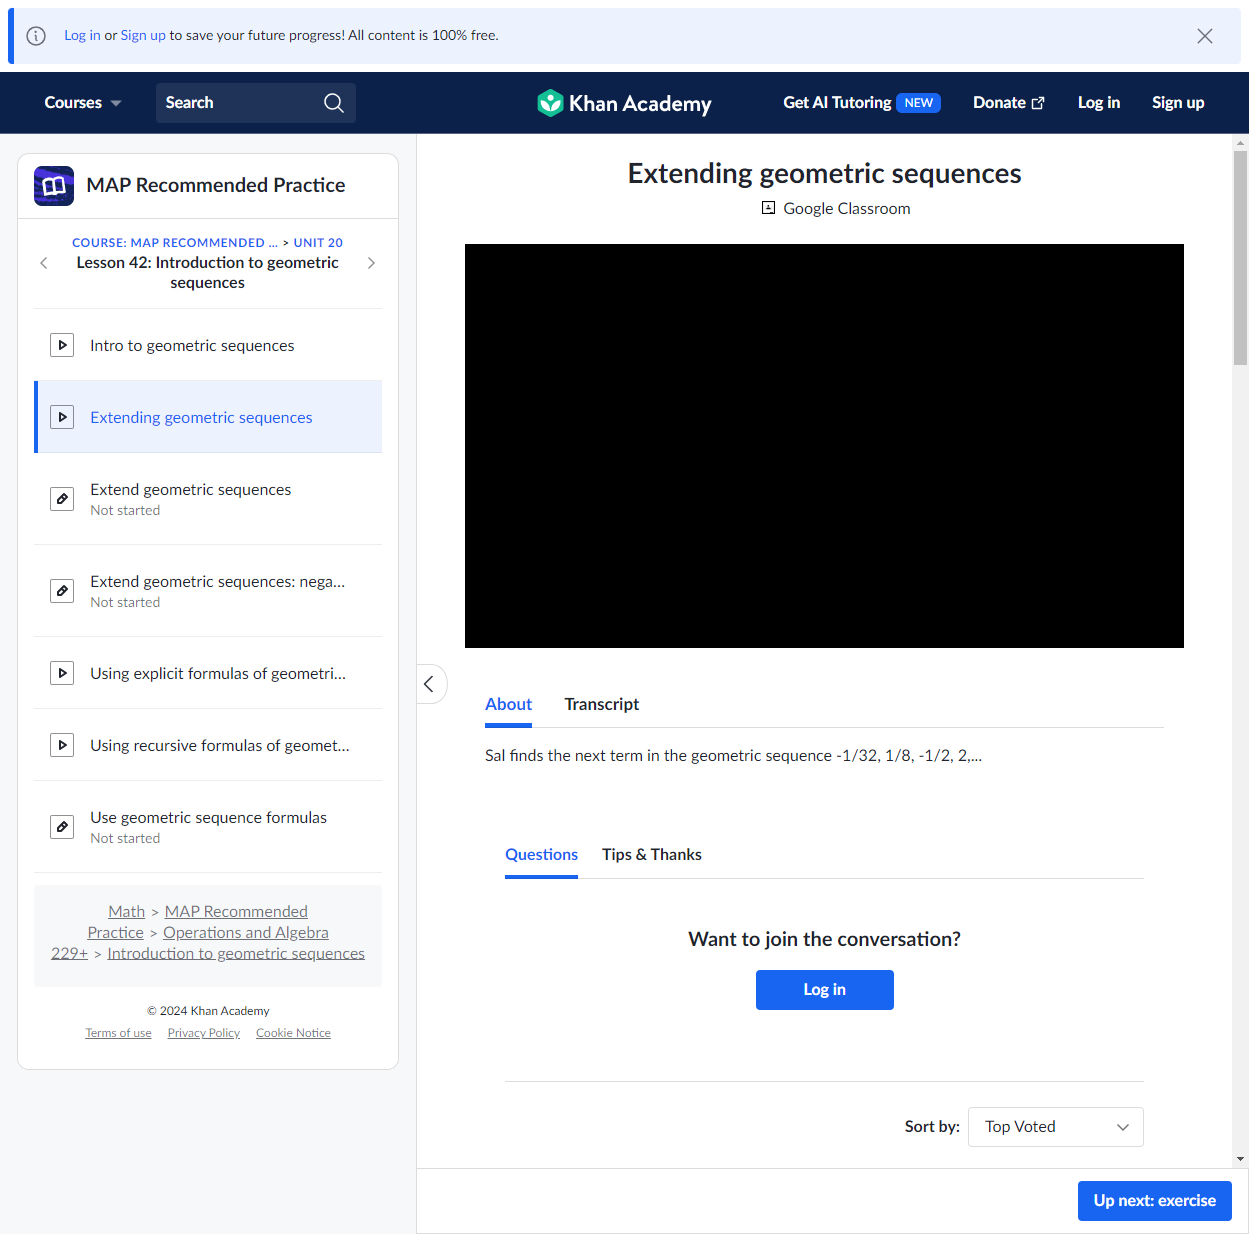 Log in or Sign up to save your future progress! All content is 100% free.
Courses
Search
Khan Academy
Get AI Tutoring NEW
Donate
Log in
Sign up
MAP Recommended Practice
COURSE: MAP RECOMMENDED ... > UNIT 20
Lesson 42: Introduction to geometric
sequences
Intro to geometric sequences
Extending geometric sequences
Extend geometric sequences
Not started
Extend geometric sequences: nega...
Not started
Using explicit formulas of geometri...
Using recursive formulas of geomet...
Use geometric sequence formulas
Not started
Math > MAP Recommended
Practice > Operations and Algebra
229+ > Introduction to geometric sequences
© 2024 Khan Academy
Terms of use Privacy Policy Cookie Notice
Extending geometric sequences
Google Classroom
About
Transcript
Sal finds the next term in the geometric sequence -1/32, 1/8, -1/2, 2,...
Questions
Tips & Thanks
Want to join the conversation?
Log in
Sort by: Top Voted
Up next: exercise